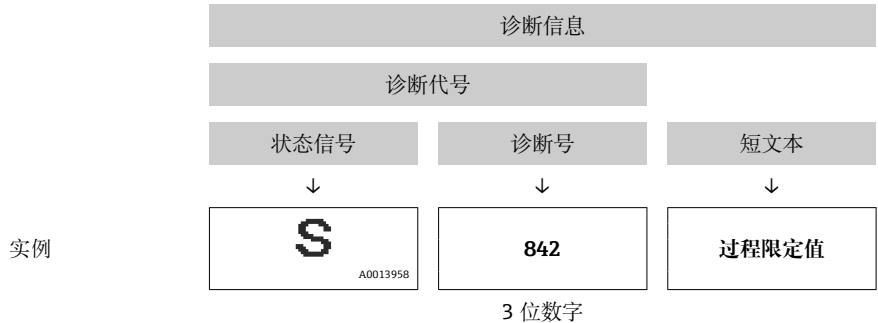 诊断信息
诊断代号
状态信号 诊断号 短文本
↓ ↓ ↓
实例 S 842 过程限定值
A0013958
3 位数字